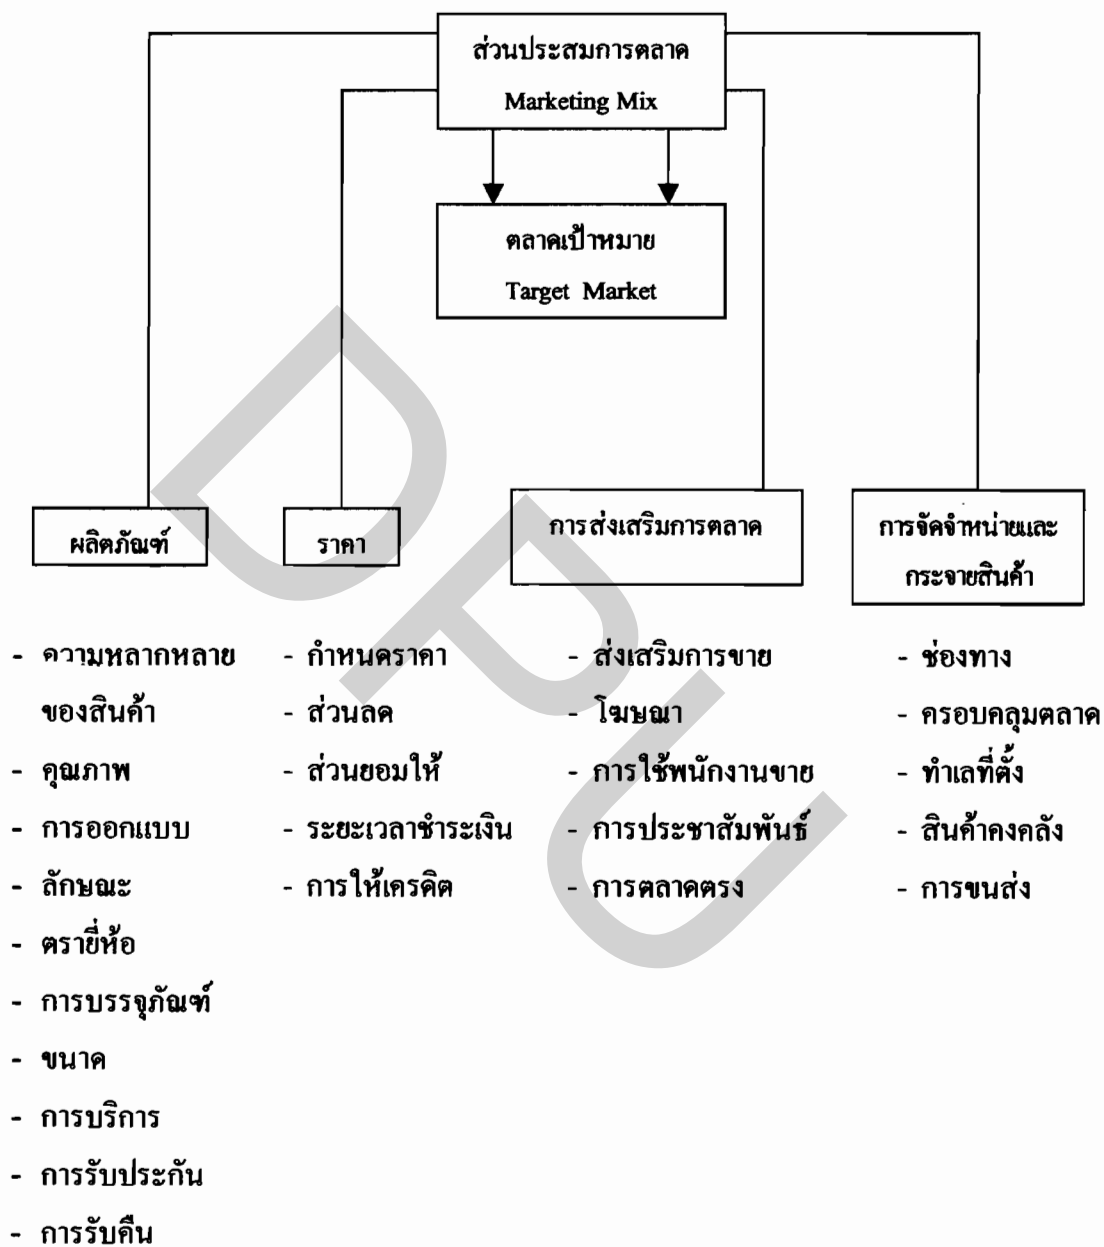 ส่วนประสมการตลาด
Marketing Mix
ตลาดเป้าหมาย
Target Market
ผลิตภัณฑ์
ราคา
การส่งเสริมการตลาด
การจัดจำหน่ายและ
กระจายสินค้า
- ความหลากหลาย
ของสินค้า
- คุณภาพ
- การออกแบบ
- ลักษณะ
- ตรายี่ห้อ
- การบรรจุภัณฑ์
- ขนาด
- การบริการ
- การรับประกัน
- การรับคืน
- กำหนดราคา
- ส่วนลด
- ส่วนยอมให้
- ระยะเวลาชำระเงิน
- การให้เครดิต
- ส่งเสริมการขาย
- โฆษณา
- การใช้พนักงานขาย
- การประชาสัมพันธ์
- การตลาดตรง
- ช่องทาง
- ครอบคลุมตลาด
- ทำเลที่ตั้ง
- สินค้าคงคลัง
- การขนส่ง
DPU